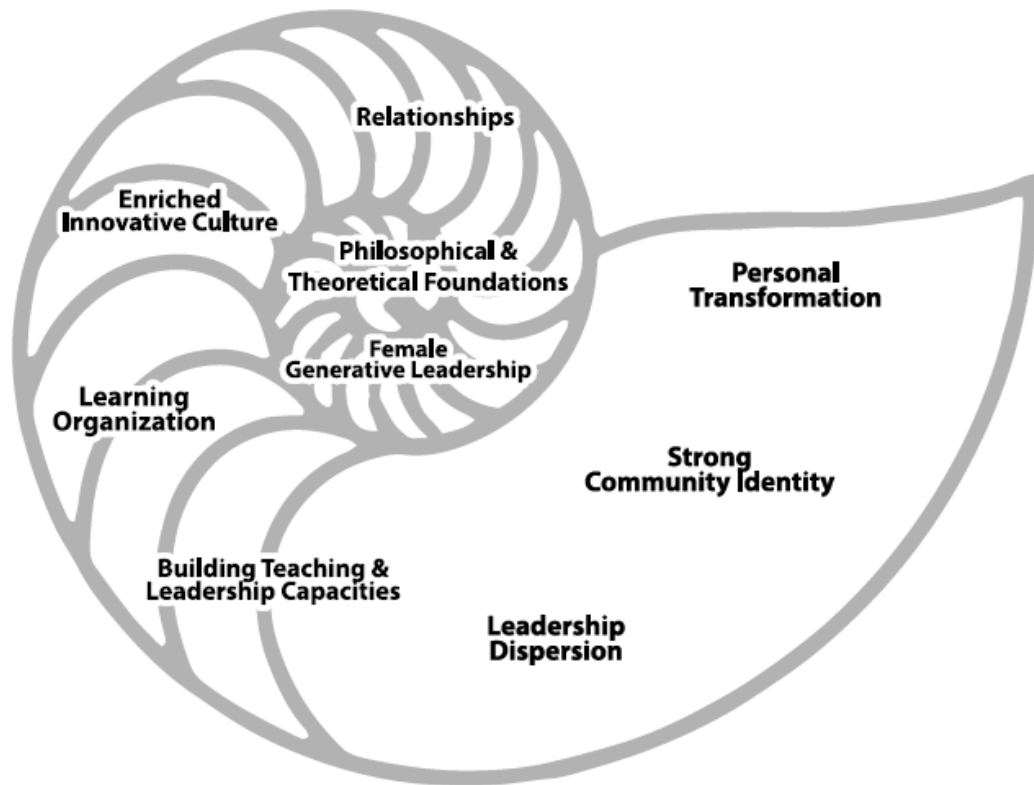 Relationships
Enriched
Innovative Culture
Philosophical &
Theoretical Foundations
Personal
Transformation
Female
Generative Leadership
Learning
Organization
Strong
Community Identity
Building Teaching &
Leadership Capacities
Leadership
Dispersion